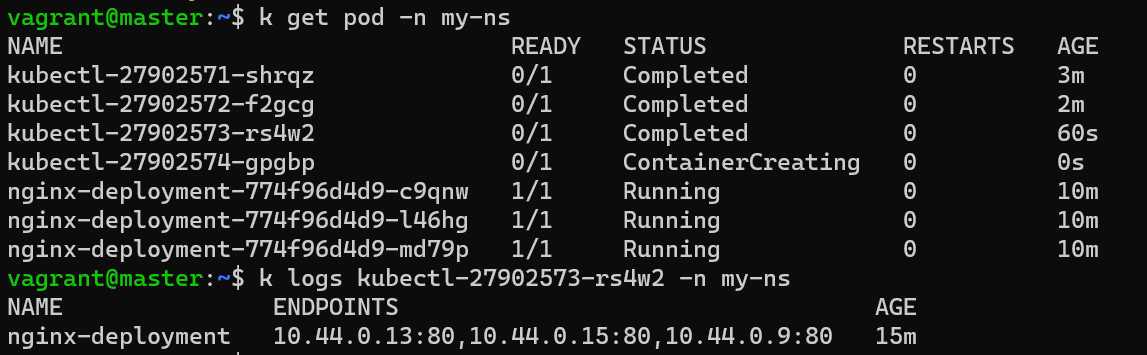 vagrant@master:~$ k get pod -n my-ns
NAME READY STATUS RESTARTS AGE
kubectl-27902571-shrqz 0/1 Completed 0 3m
kubectl-27902572-f2gcg 0/1 Completed 0 2m
kubectl-27902573-rs4w2 0/1 Completed 0 60s
kubectl-27902574-gpgbp 0/1 ContainerCreating 0 0s
nginx-deployment-774f96d4d9-c9qnw 1/1 Running 0 10m
nginx-deployment-774f96d4d9-l46hg 1/1 Running 0 10m
nginx-deployment-774f96d4d9-md79p 1/1 Running 0 10m
vagrant@master:~$ k logs kubectl-27902573-rs4w2 -n my-ns
NAME ENDPOINTS AGE
nginx-deployment 10.44.0.13:80,10.44.0.15:80,10.44.0.9:80 15m